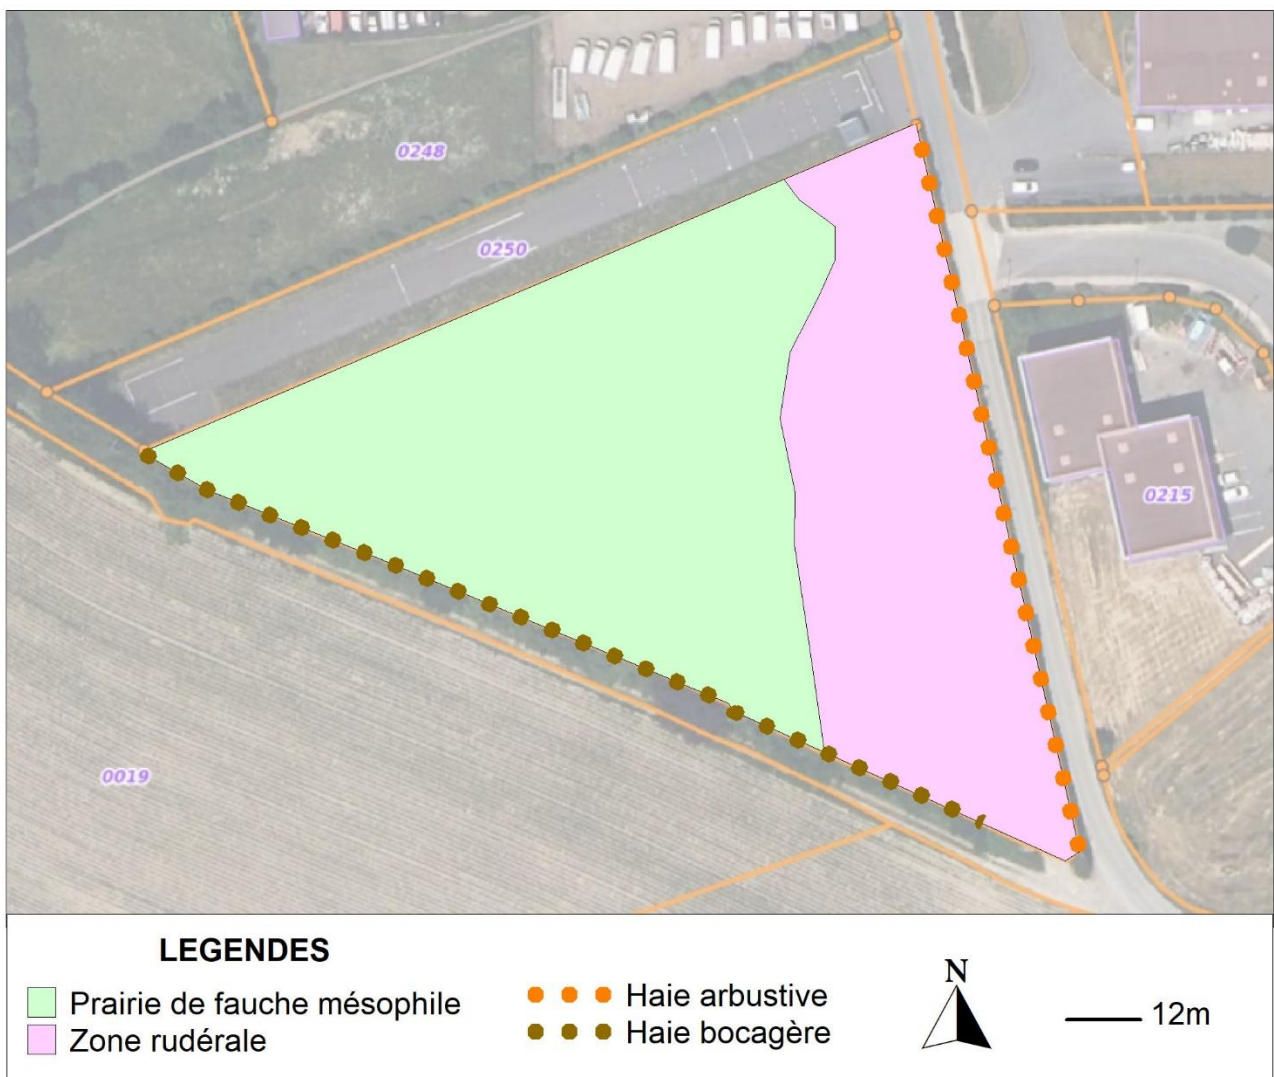 0248
0250
0215
0019
LEGENDES
Prairie de fauche mésophile
Zone rudérale
Haie arbustive
Haie bocagère
N
12m